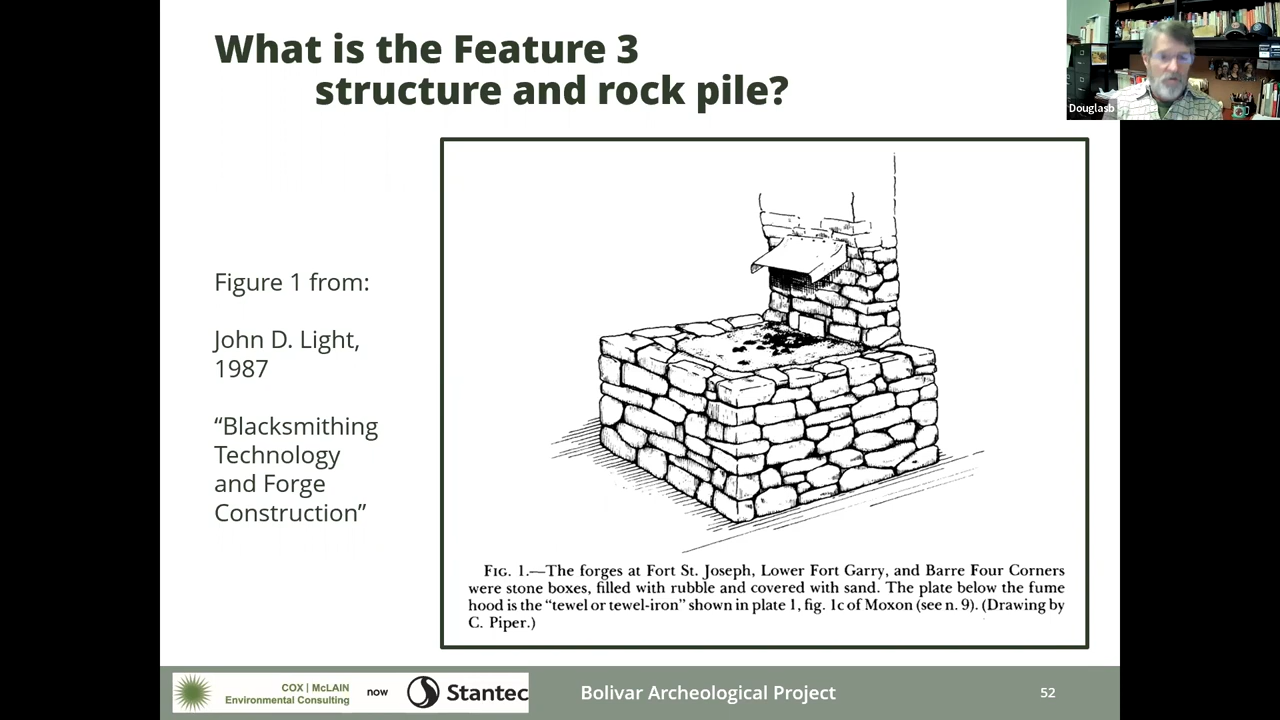 What is the Feature 3
structure and rock pile?
Douglasb
Figure 1 from:
John D. Light,
1987
“Blacksmithing
Technology
and Forge
Construction”
FIG. 1.—The forges at Fort St. Joseph, Lower Fort Garry, and Barre Four Corners
were stone boxes, filled with rubble and covered with sand. The plate below the fume
hood is the “tewel or tewel-iron” shown in plate 1, fig. 1c of Moxon (see n. 9). (Drawing by
C. Piper.)
COX | McLAIN
Environmental Consulting
now
Stantec
Bolivar Archeological Project
52